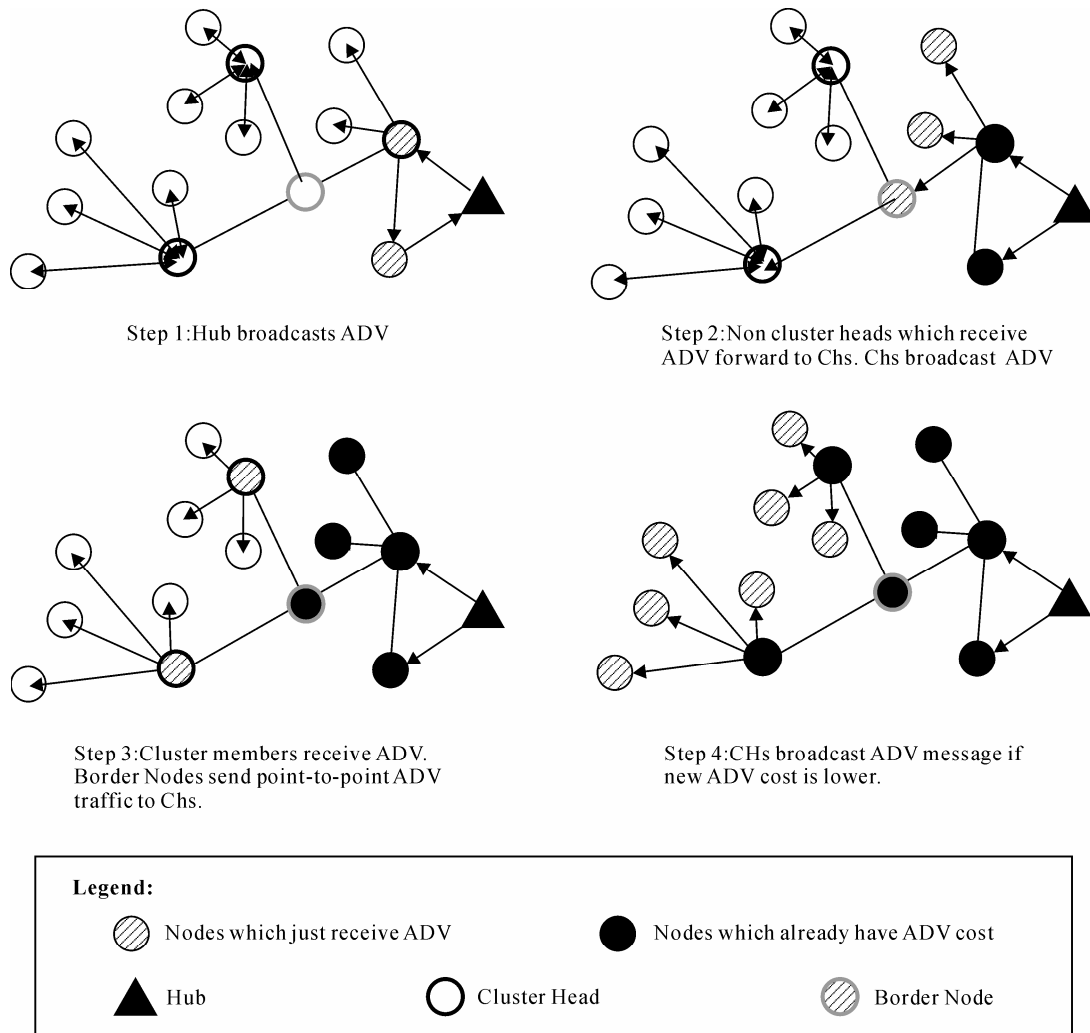 Step 1:Hub broadcasts ADV
Step 2:Non cluster heads which receive
ADV forward to Chs. Chs broadcast ADV
Step 3:Cluster members receive ADV.
Border Nodes send point-to-point ADV
traffic to Chs.
Step 4:CHs broadcast ADV message if
new ADV cost is lower.
Legend:
Nodes which just receive ADV
Nodes which already have ADV cost
Hub
Cluster Head
Border Node